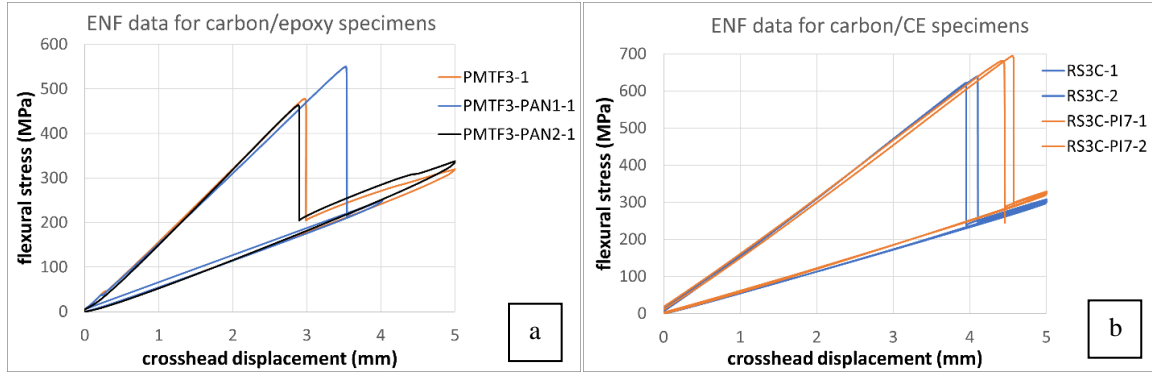 ENF data for carbon/epoxy specimens
600
500
400
300
200
100
0
0 1 2 3 4 5
flexural stress (MPa)
crosshead displacement (mm)
PMTF3-1
PMTF3-PAN1-1
PMTF3-PAN2-1
a
ENF data for carbon/CE specimens
700
600
500
400
300
200
100
0
0 1 2 3 4 5
flexural stress (MPa)
crosshead displacement (mm)
RS3C-1
RS3C-2
RS3C-PI7-1
RS3C-PI7-2
b